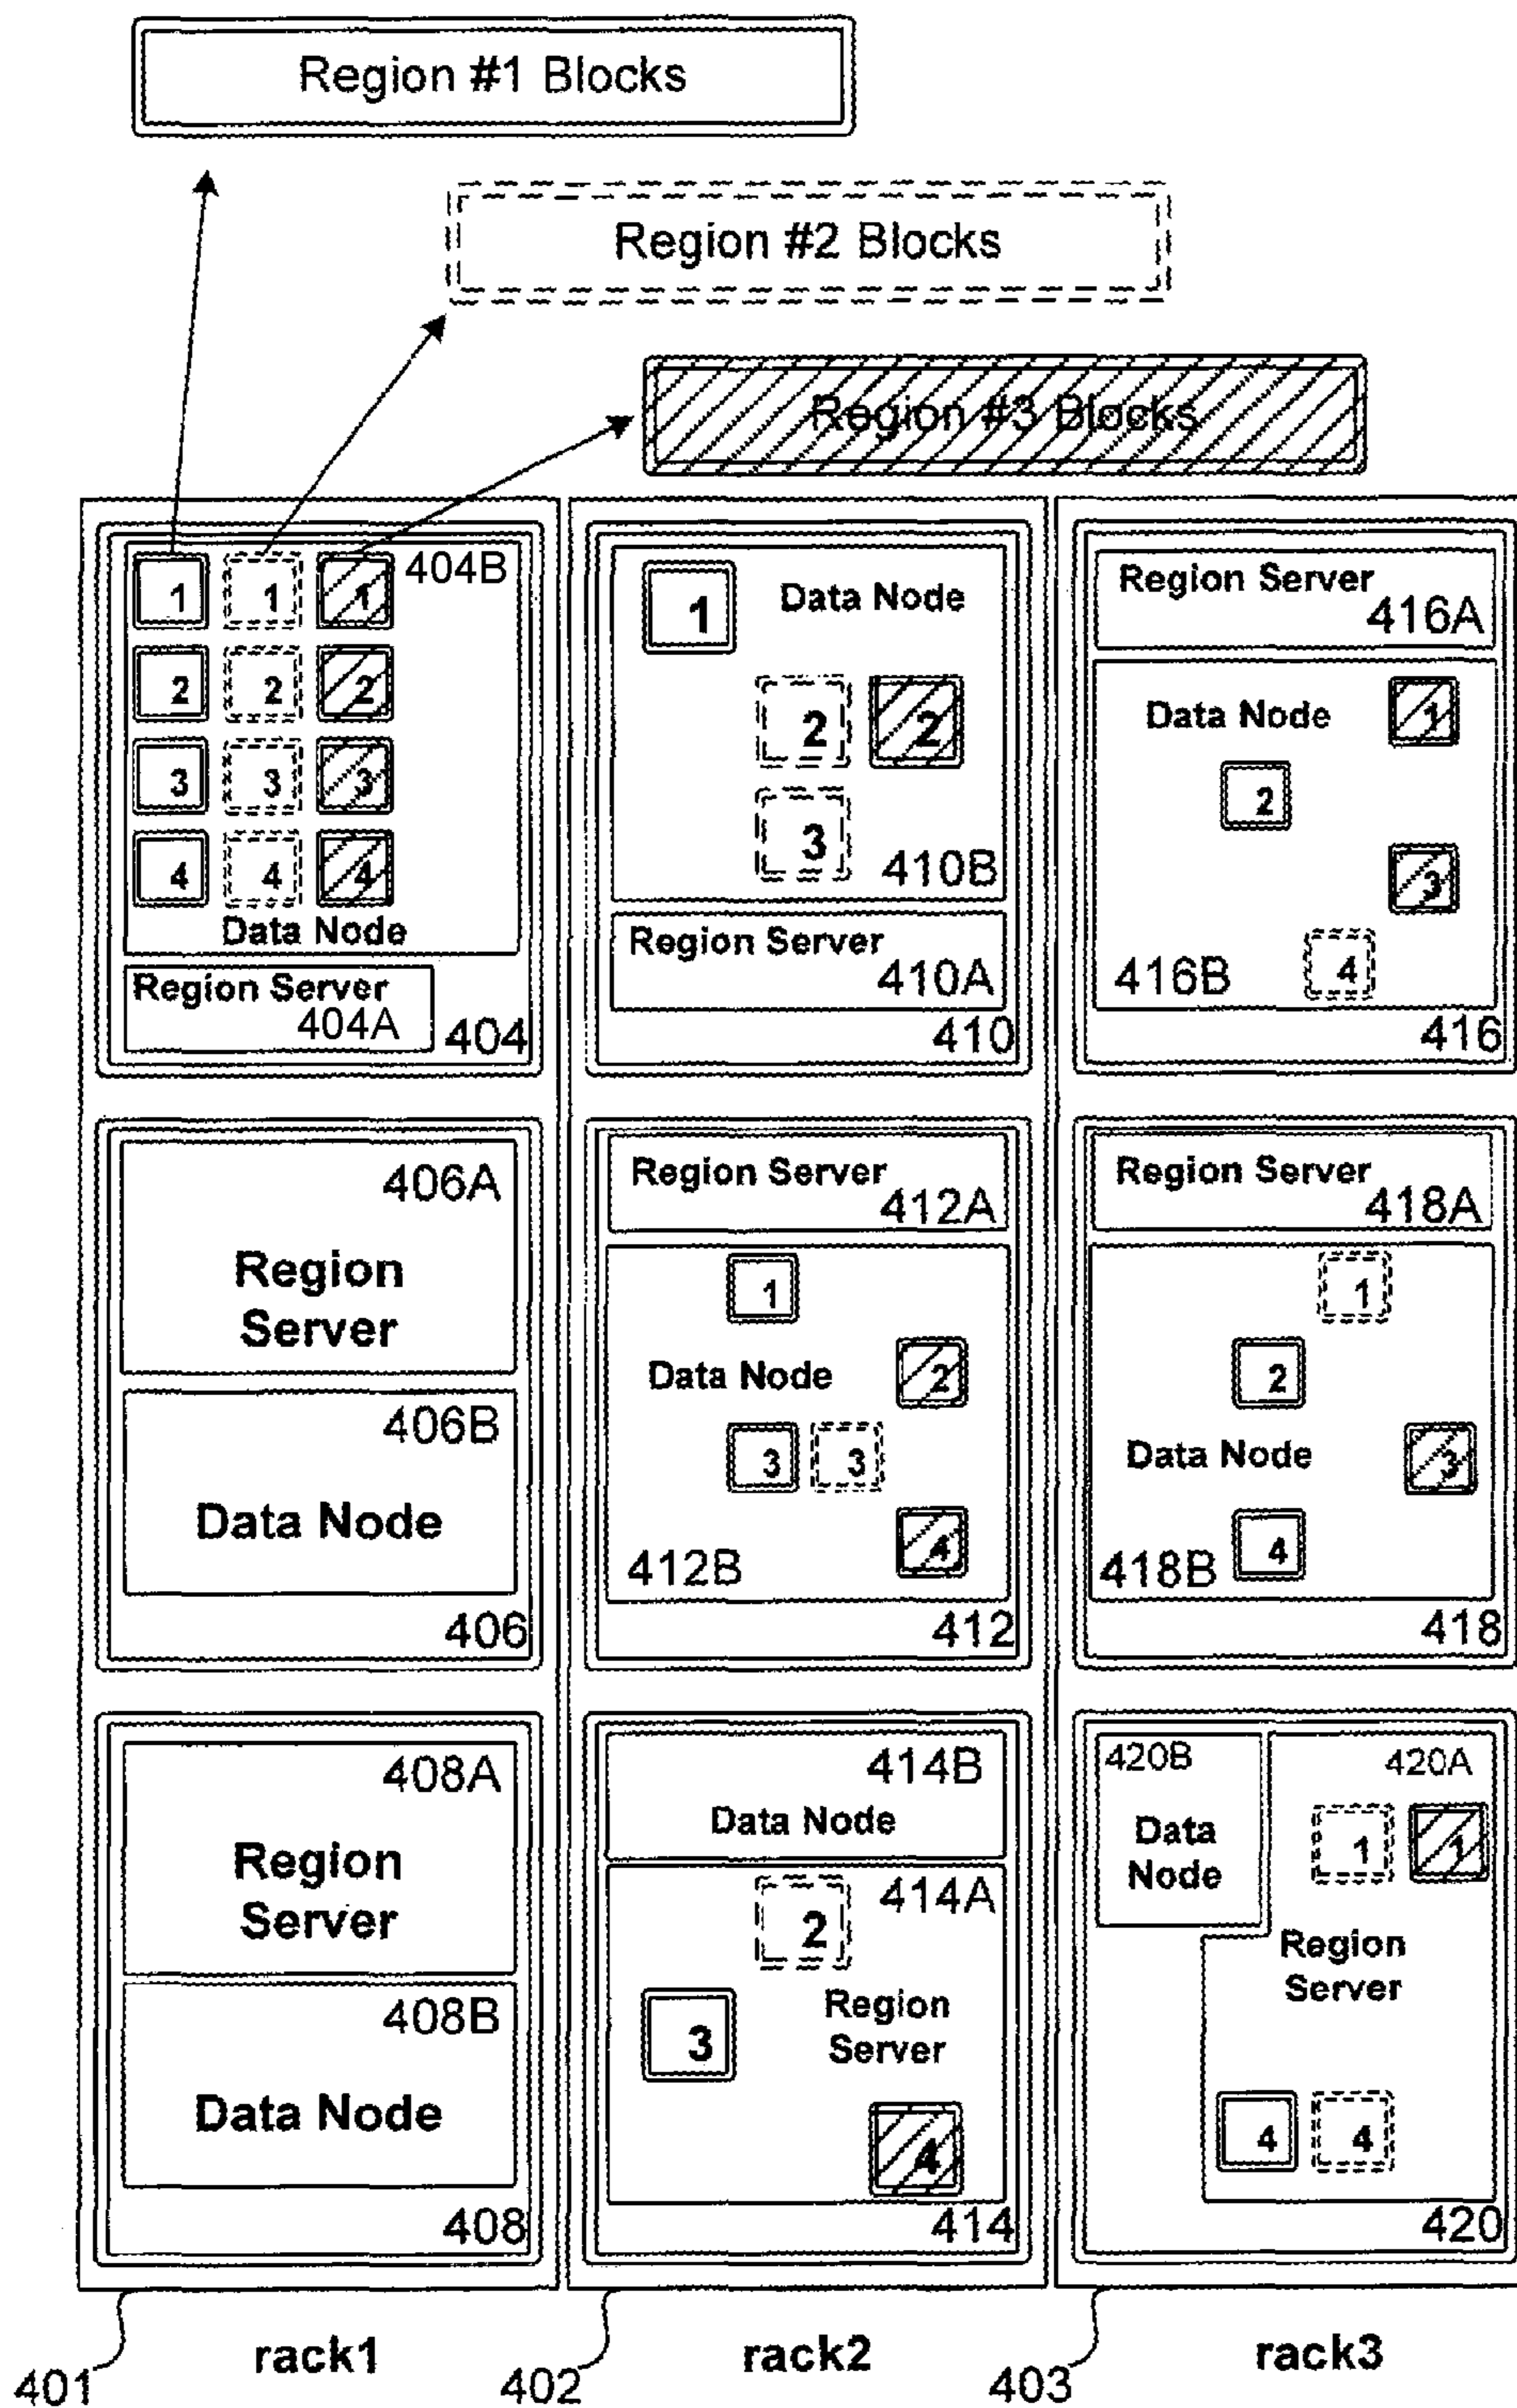 Region #1 Blocks
Region #2 Blocks
Region #3 Blocks
1 1 1 404B
2 2 2
3 3 3
4 4 4
Data Node
Region Server
404A
404
406A
Region
Server
406B
Data Node
406
408A
Region
Server
408B
Data Node
408
1 Data Node
2 2
3
410B
Region Server
410A
410
Region Server
412A
1
Data Node 2
3 3
4
412B
412
414B
Data Node
2 414A
Region
Server
3
4
414
Region Server
416A
Data Node 1
2
3
416B 4
416
Region Server
418A
1
2
Data Node 3
418B 4
418
420B
Data
Node
420A
1 1
Region
Server
4 4
420
rack1
401
rack2
402
rack3
403